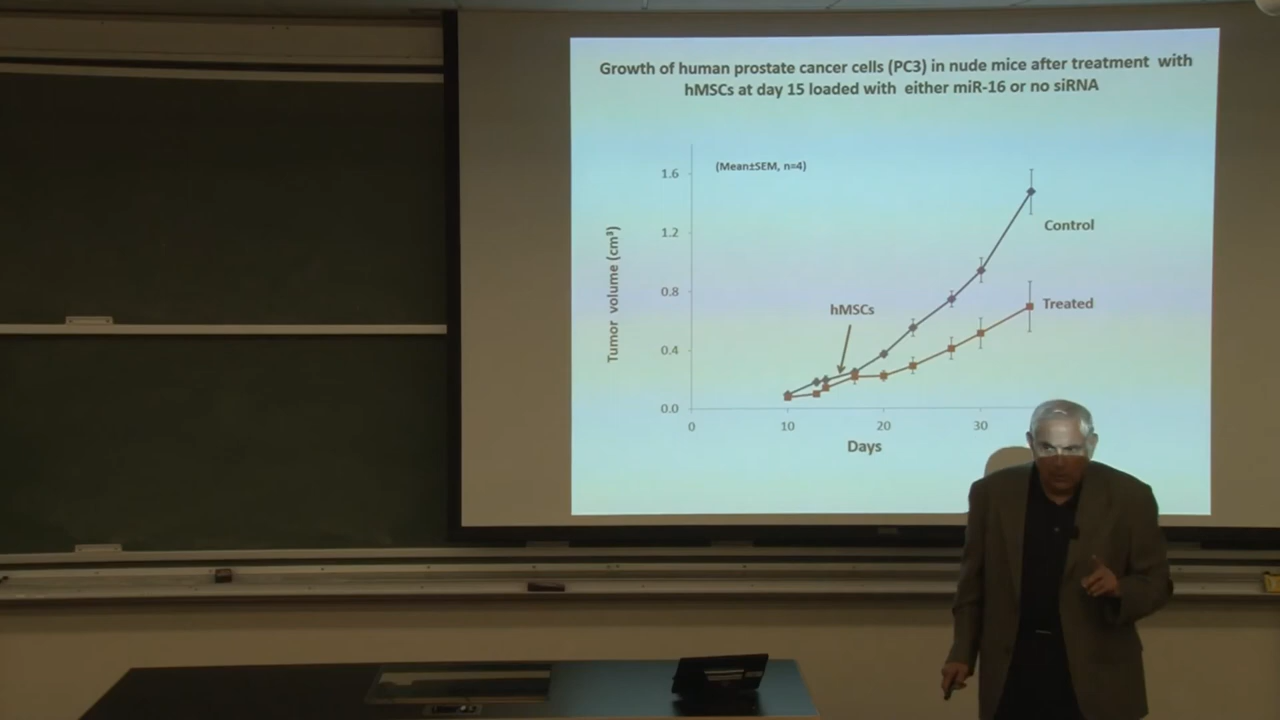 Growth of human prostate cancer cells (PC3) in nude mice after treatment with
hMSCs at day 15 loaded with either miR-16 or no siRNA
(Mean±SEM, n=4)
1.6
1.2
0.8
0.4
0.0
Tumor volume (cm³)
Control
Treated
hMSCs
0
10
20
30
Days